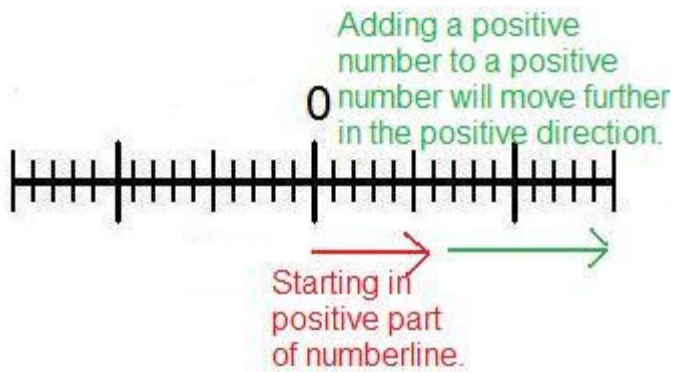 Adding a positive
number to a positive
0 number will move further
in the positive direction.
Starting in
positive part
of numberline.